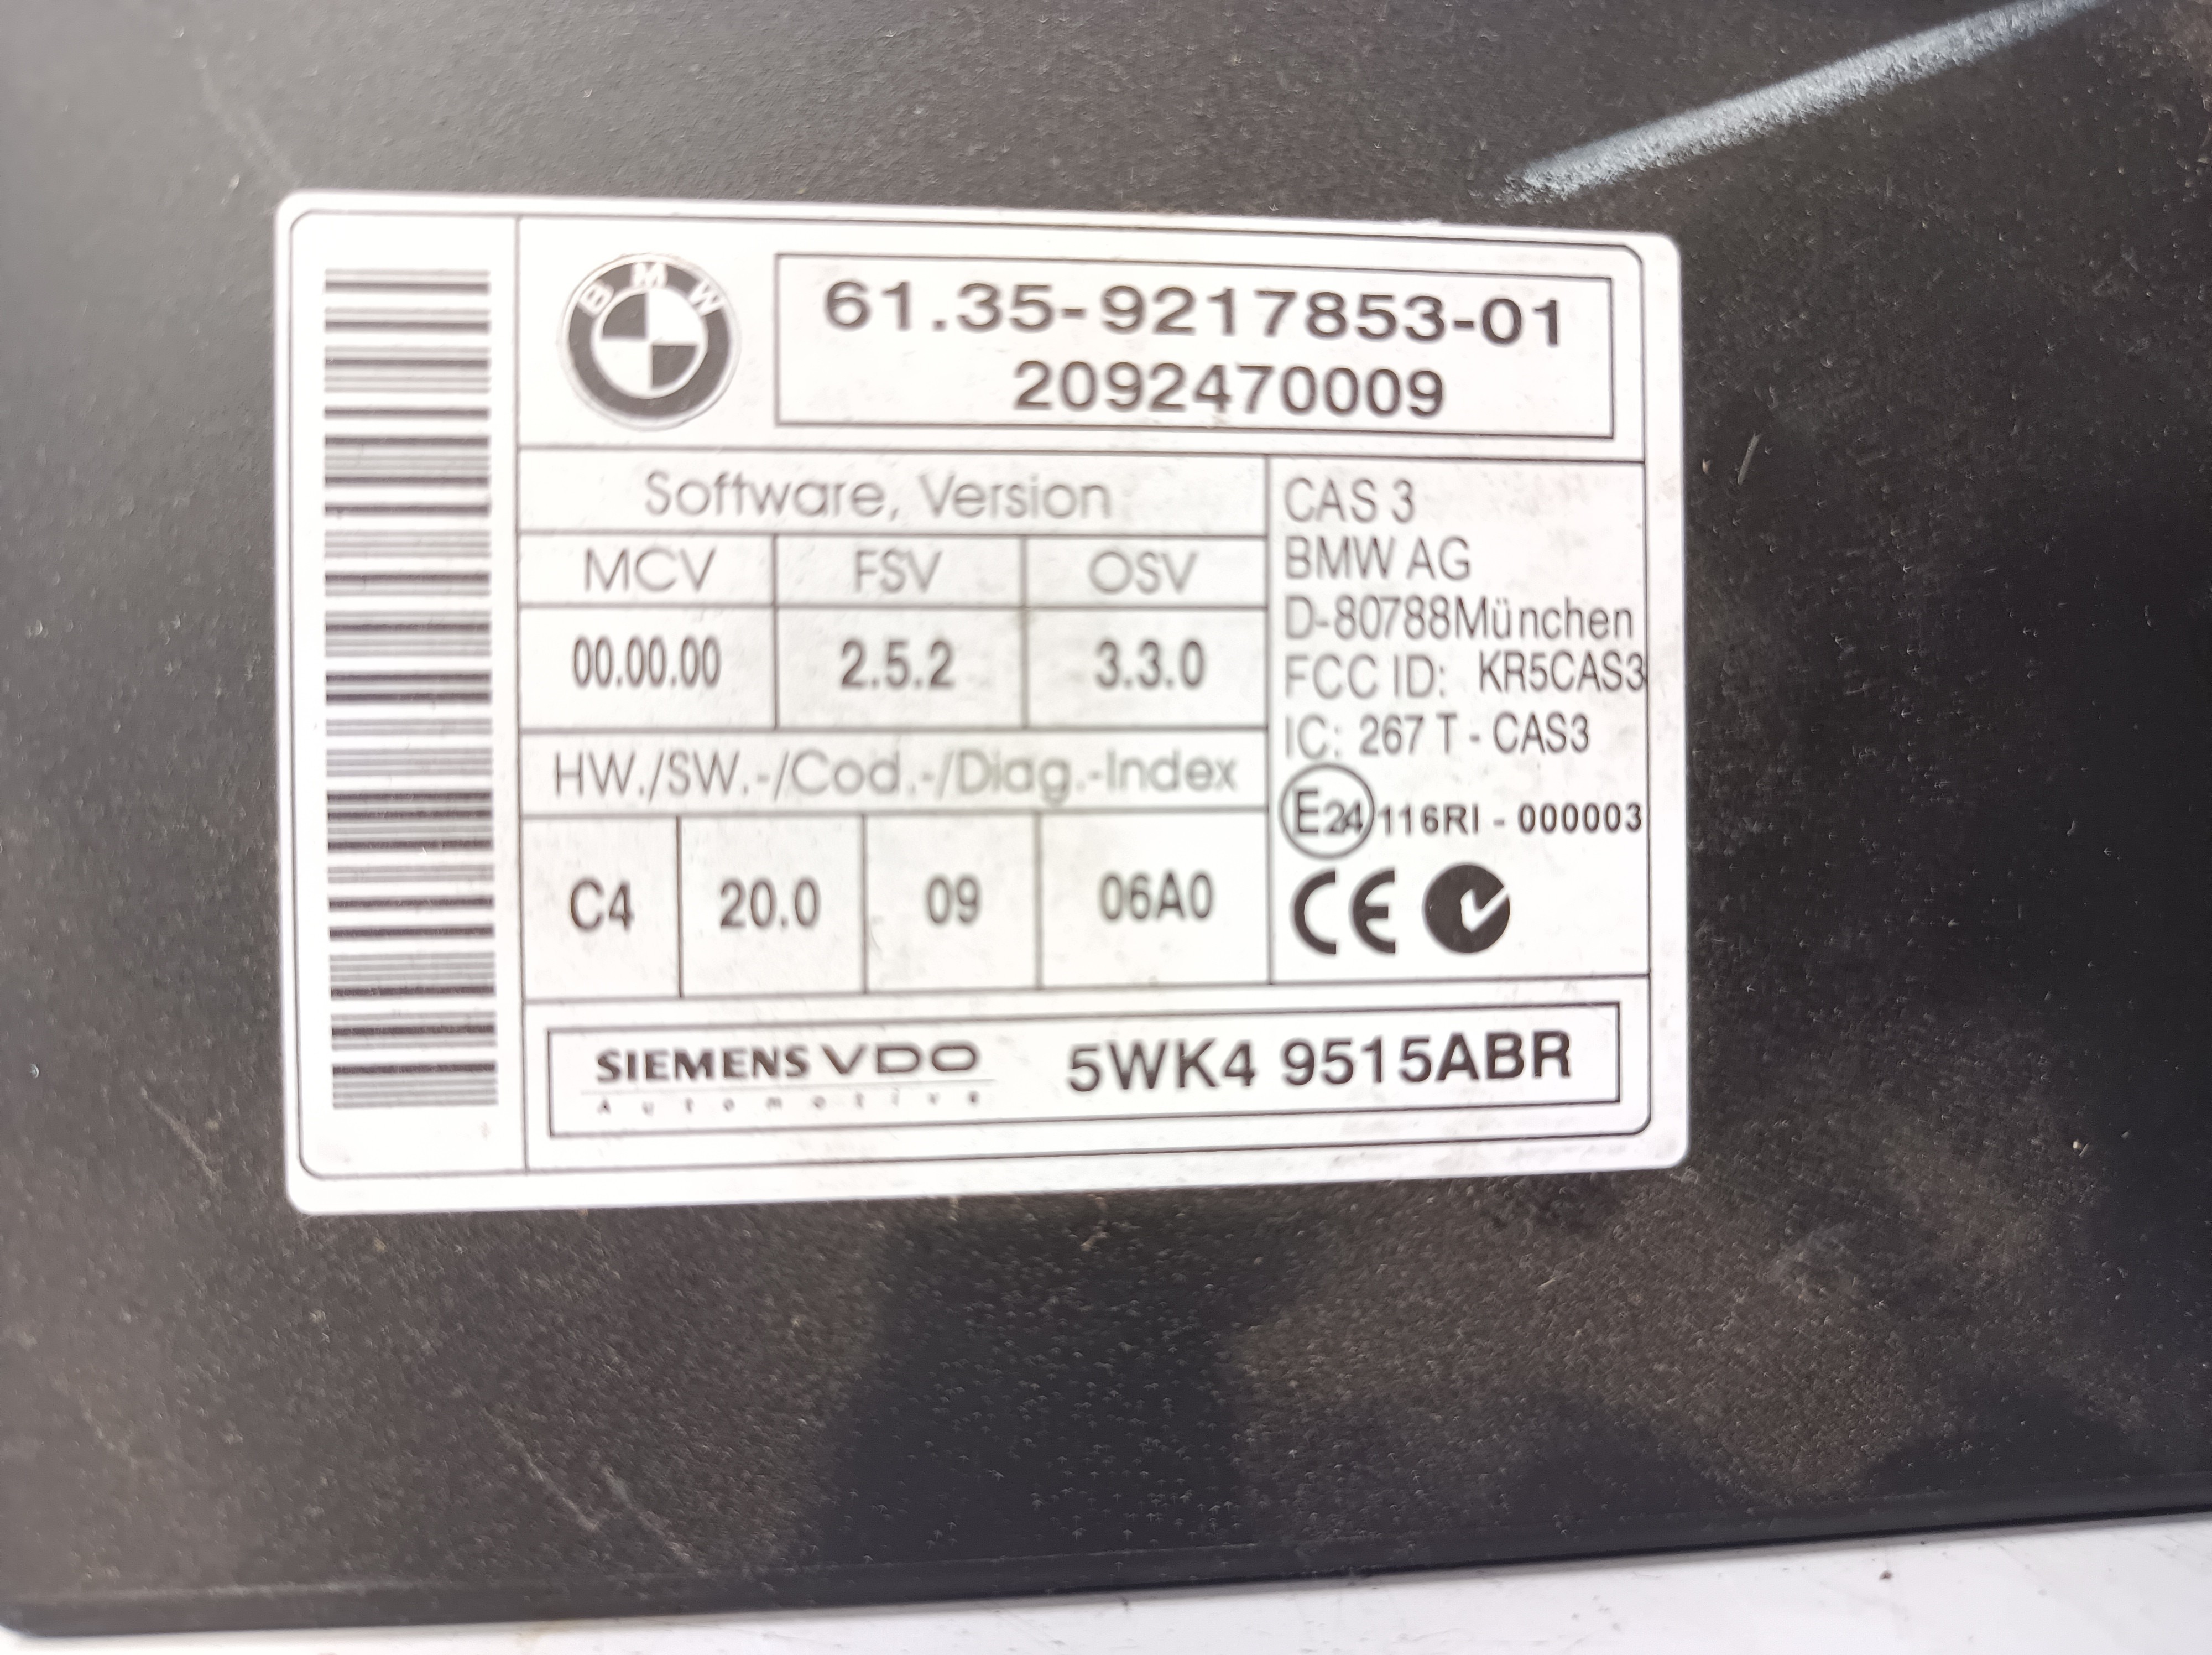 BMW
61.35-9217853-01
2092470009
Software, Version
MCV FSV OSV
00.00.00 2.5.2 3.3.0
HW./SW.-/Cod.-/Diag.-Index
C4 20.0 09 06A0
CAS 3
BMW AG
D-80788München
FCC ID: KR5CAS3
IC: 267 T - CAS3
E24 116RI - 000003
CE
SIEMENS VDO 5WK4 9515ABR
Automotive